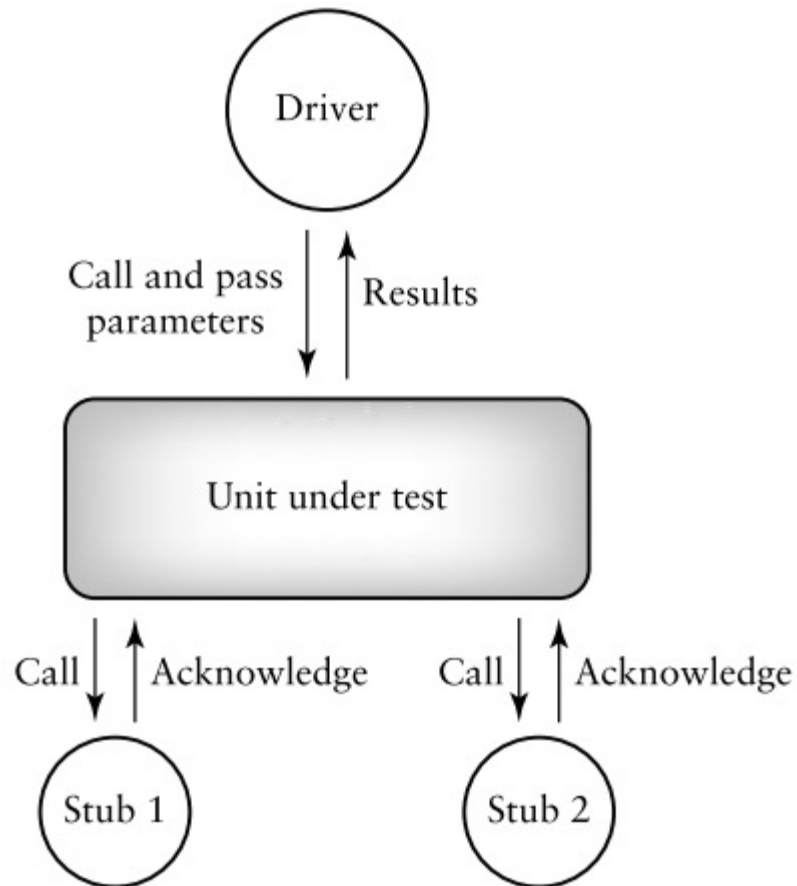 Driver
Call and pass
parameters
Results
Unit under test
Call
Acknowledge
Call
Acknowledge
Stub 1
Stub 2